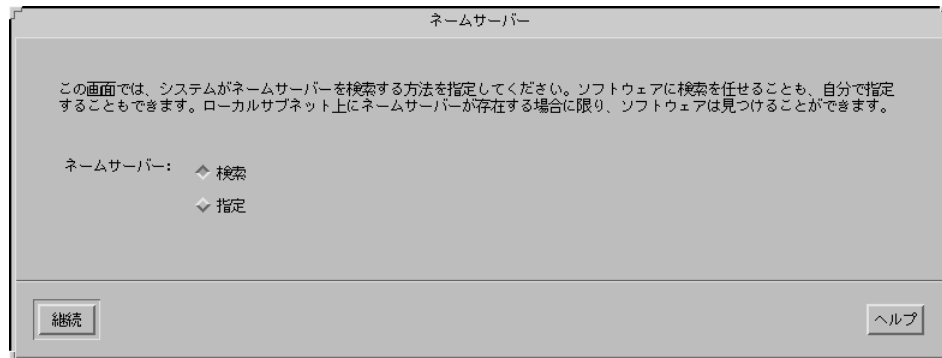 ネームサーバー
この画面では、システムがネームサーバーを検索する方法を指定してください。ソフトウェアに検索を任せることも、自分で指定
することもできます。ローカルサブネット上にネームサーバーが存在する場合に限り、ソフトウェアは見つけることができます。
ネームサーバー: 検索
指定
継続 ヘルプ